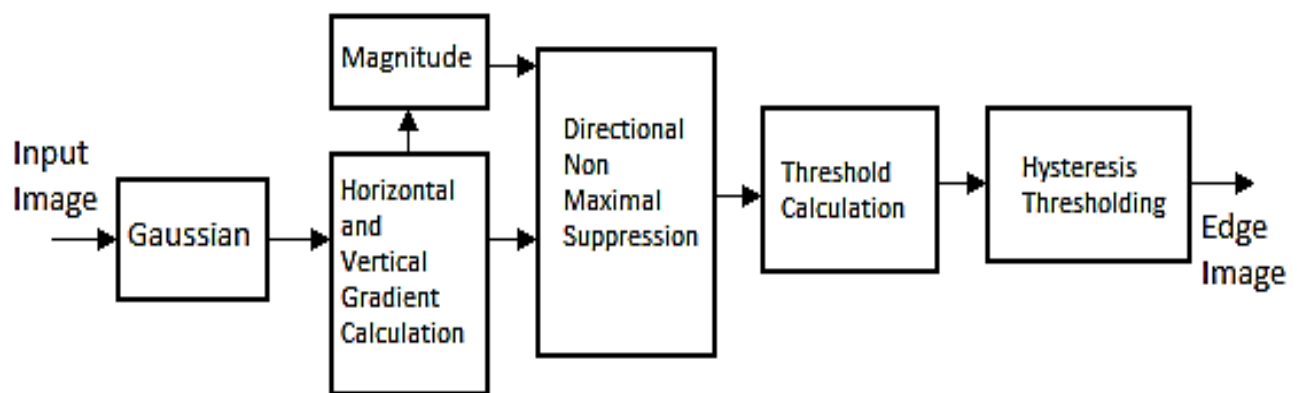 Input
Image
Gaussian
Magnitude
Horizontal
and
Vertical
Gradient
Calculation
Directional
Non
Maximal
Suppression
Threshold
Calculation
Hysteresis
Thresholding
Edge
Image